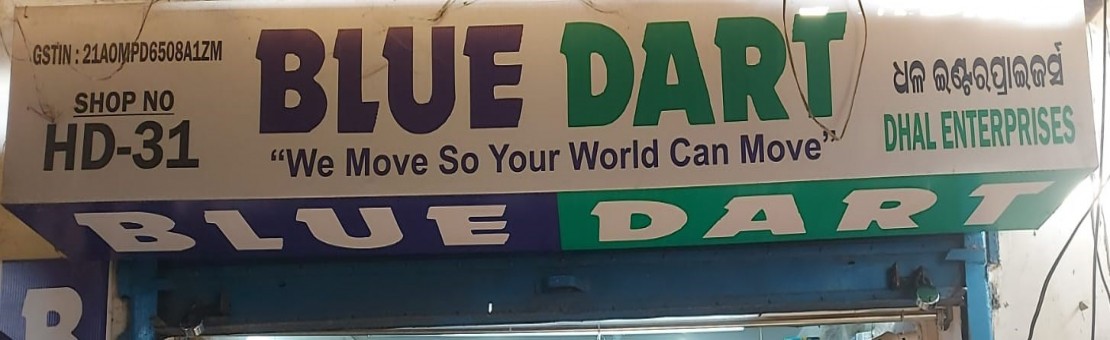 GSTIN : 21AOMPD6508A1ZM
SHOP NO
HD-31
BLUE DART
“We Move So Your World Can Move”
ଧଳ ଇଣ୍ଟରପ୍ରାଇଜର୍ସ
DHAL ENTERPRISES
BLUE DART
R